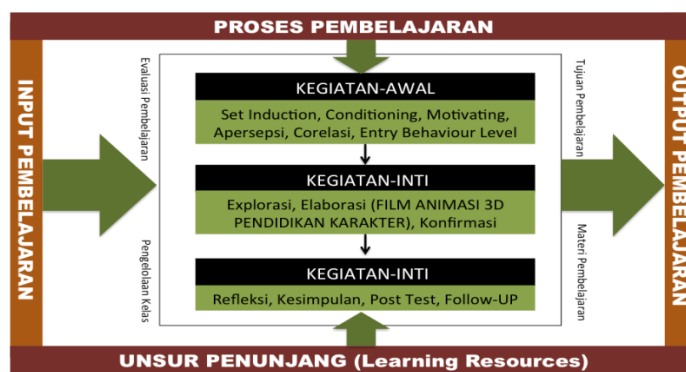 PROSES PEMBELAJARAN
INPUT PEMBELAJARAN
Evaluasi Pembelajaran
Pengelolaan Kelas
KEGIATAN-AWAL
Set Induction, Conditioning, Motivating,
Apersepsi, Corelasi, Entry Behaviour Level
KEGIATAN-INTI
Explorasi, Elaborasi (FILM ANIMASI 3D
PENDIDIKAN KARAKTER), Konfirmasi
KEGIATAN-INTI
Refleksi, Kesimpulan, Post Test, Follow-UP
Tujuan Pembelajaran
Materi Pembelajaran
OUTPUT PEMBELAJARAN
UNSUR PENUNJANG (Learning Resources)